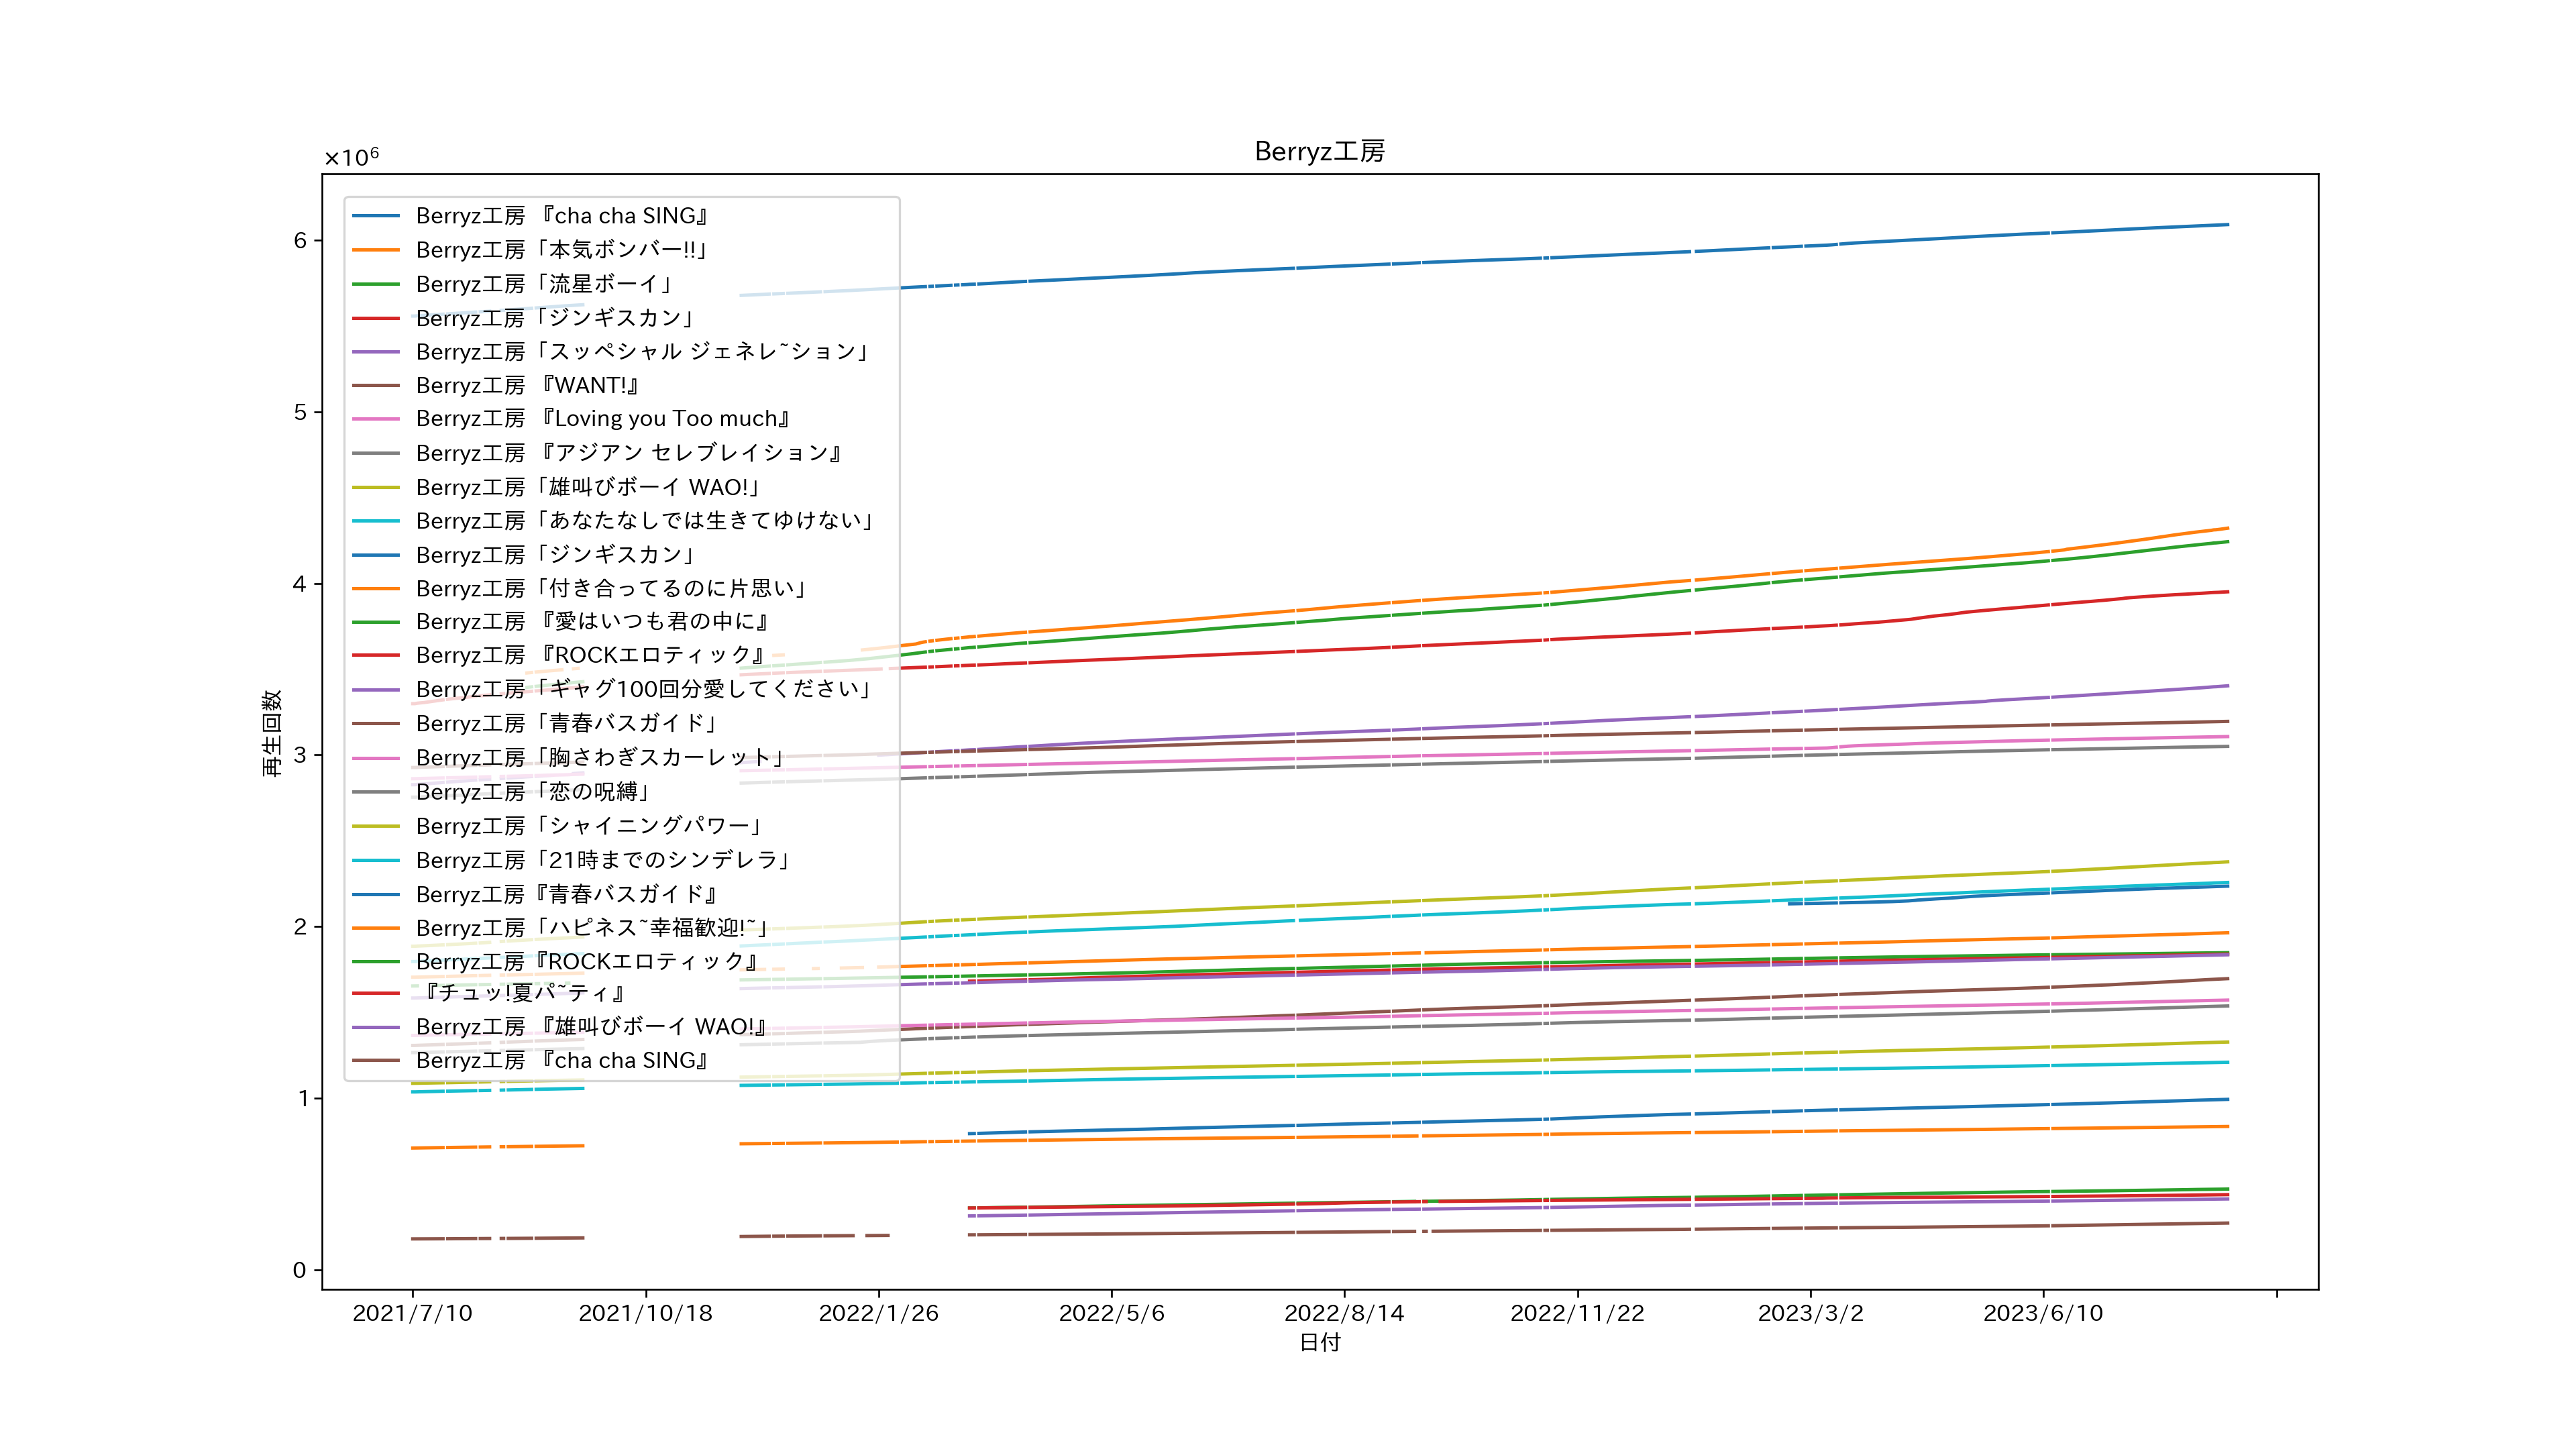 Berryz工房
×10⁶
6
5
4
3
2
1
0
再生回数
Berryz工房 『cha cha SING』
Berryz工房「本気ボンバー!!」
Berryz工房「流星ボーイ」
Berryz工房「ジンギスカン」
Berryz工房「スッペシャル ジェネレ~ション」
Berryz工房 『WANT!』
Berryz工房 『Loving you Too much』
Berryz工房 『アジアン セレブレイション』
Berryz工房「雄叫びボーイ WAO!」
Berryz工房「あなたなしでは生きてゆけない」
Berryz工房「ジンギスカン」
Berryz工房「付き合ってるのに片思い」
Berryz工房 『愛はいつも君の中に』
Berryz工房 『ROCKエロティック』
Berryz工房「ギャグ100回分愛してください」
Berryz工房「青春バスガイド」
Berryz工房「胸さわぎスカーレット」
Berryz工房「恋の呪縛」
Berryz工房「シャイニングパワー」
Berryz工房「21時までのシンデレラ」
Berryz工房『青春バスガイド』
Berryz工房「ハピネス~幸福歓迎!~」
Berryz工房『ROCKエロティック』
『チュッ!夏パ~ティ』
Berryz工房 『雄叫びボーイ WAO!』
Berryz工房 『cha cha SING』
2021/7/10
2021/10/18
2022/1/26
2022/5/6
2022/8/14
2022/11/22
2023/3/2
2023/6/10
日付